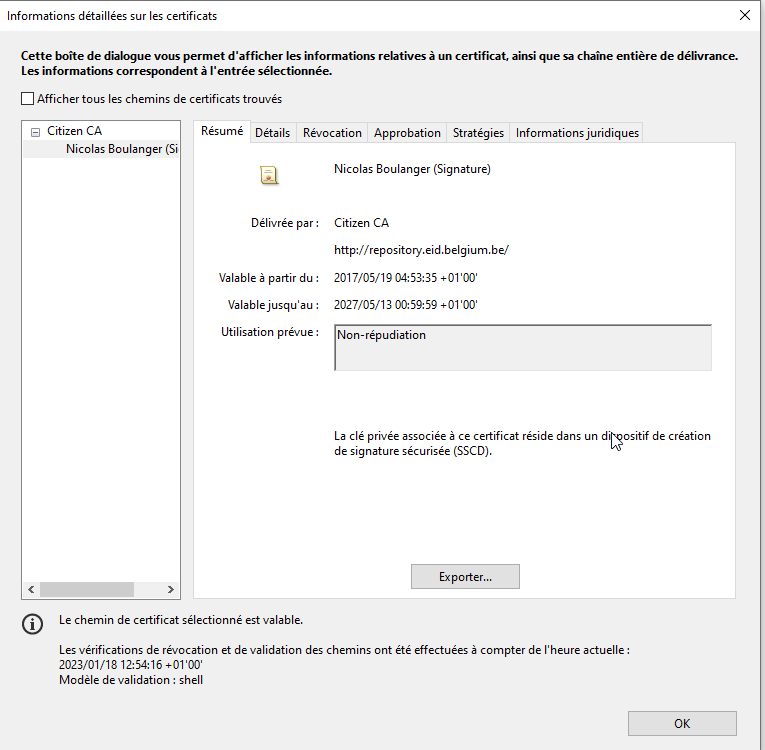 Informations détaillées sur les certificats
Cette boîte de dialogue vous permet d'afficher les informations relatives à un certificat, ainsi que sa chaîne entière de délivrance.
Les informations correspondent à l'entrée sélectionnée.
Afficher tous les chemins de certificats trouvés
Citizen CA
Nicolas Boulanger (Si
Résumé Détails Révocation Approbation Stratégies Informations juridiques
Nicolas Boulanger (Signature)
Délivrée par : Citizen CA
http://repository.eid.belgium.be/
Valable à partir du : 2017/05/19 04:53:35 +01'00'
Valable jusqu'au : 2027/05/13 00:59:59 +01'00'
Utilisation prévue : Non-répudiation
La clé privée associée à ce certificat réside dans un dispositif de création
de signature sécurisée (SSCD).
Exporter...
Le chemin de certificat sélectionné est valable.
Les vérifications de révocation et de validation des chemins ont été effectuées à compter de l'heure actuelle :
2023/01/18 12:54:16 +01'00'
Modèle de validation : shell
OK